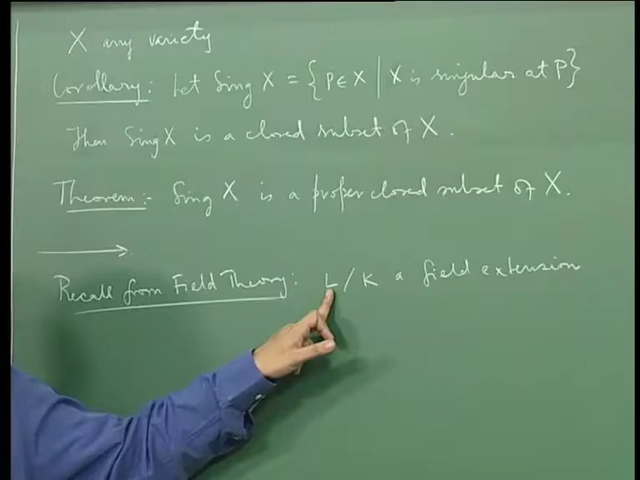 X any variety
Corollary: Let Sing X = {P∈X | X is singular at P}
Then Sing X is a closed subset of X.
Theorem:- Sing X is a proper closed subset of X.
→
Recall from Field Theory: L/K a field extension